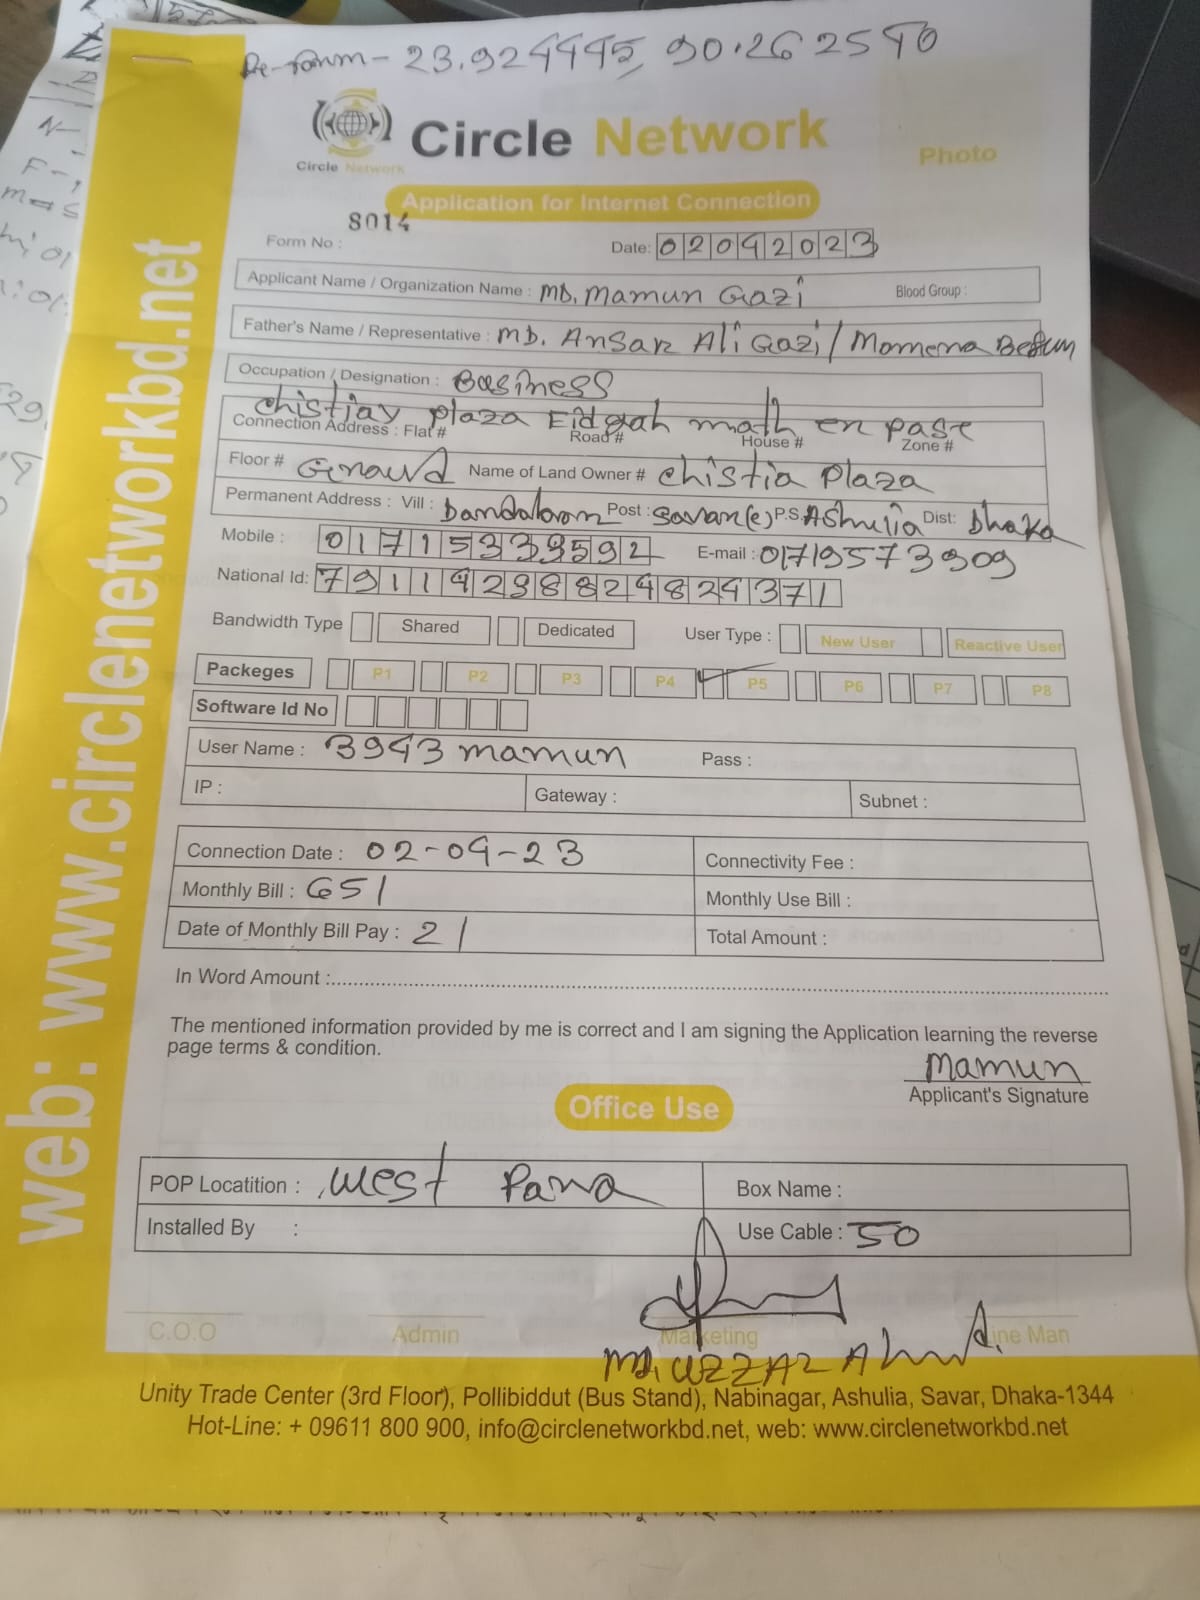 23.924445, 90.262540
Circle Network
Circle Network
Photo
Application for Internet Connection
8014
Form No :
Date: 02042023
Applicant Name / Organization Name : MD. Mamun Gazi
Blood Group :
Father's Name / Representative : MD. Ansar Ali Gazi / Momena Begum
Occupation / Designation : Business
chistiay plaza Eidgah math en pase
Connection Address : Flat # Road # House # Zone #
Floor # Graund Name of Land Owner # chistia plaza
Permanent Address : Vill : Post : savar(e) P.S. Ashulia Dist: Dhaka
Mobile : 01715339592 E-mail : 01719573909
National Id:
Bandwidth Type Shared Dedicated User Type : New User Reactive User
Packeges P1 P2 P3 P4 P5 P6 P7 P8
Software Id No
User Name : 3943 mamun Pass :
IP : Gateway : Subnet :
Connection Date : 02-04-23 Connectivity Fee :
Monthly Bill : 651 Monthly Use Bill :
Date of Monthly Bill Pay : 21 Total Amount :
In Word Amount :
The mentioned information provided by me is correct and I am signing the Application learning the reverse
page terms & condition.
Mamun
Applicant's Signature
Office Use
POP Locatition : West Para Box Name :
Installed By : Use Cable : 50
C.O.O Admin Marketing Line Man
MD. UZZAL Ahmed
Unity Trade Center (3rd Floor), Pollibiddut (Bus Stand), Nabinagar, Ashulia, Savar, Dhaka-1344
Hot-Line: + 09611 800 900, info@circlenetworkbd.net, web: www.circlenetworkbd.net
web: www.circlenetworkbd.net